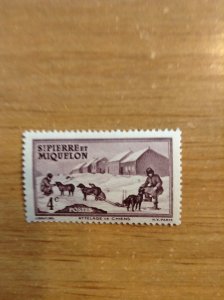 St PIERRE ET
MIQUELON
4c
POSTES
ATTELAGE DE CHIENS